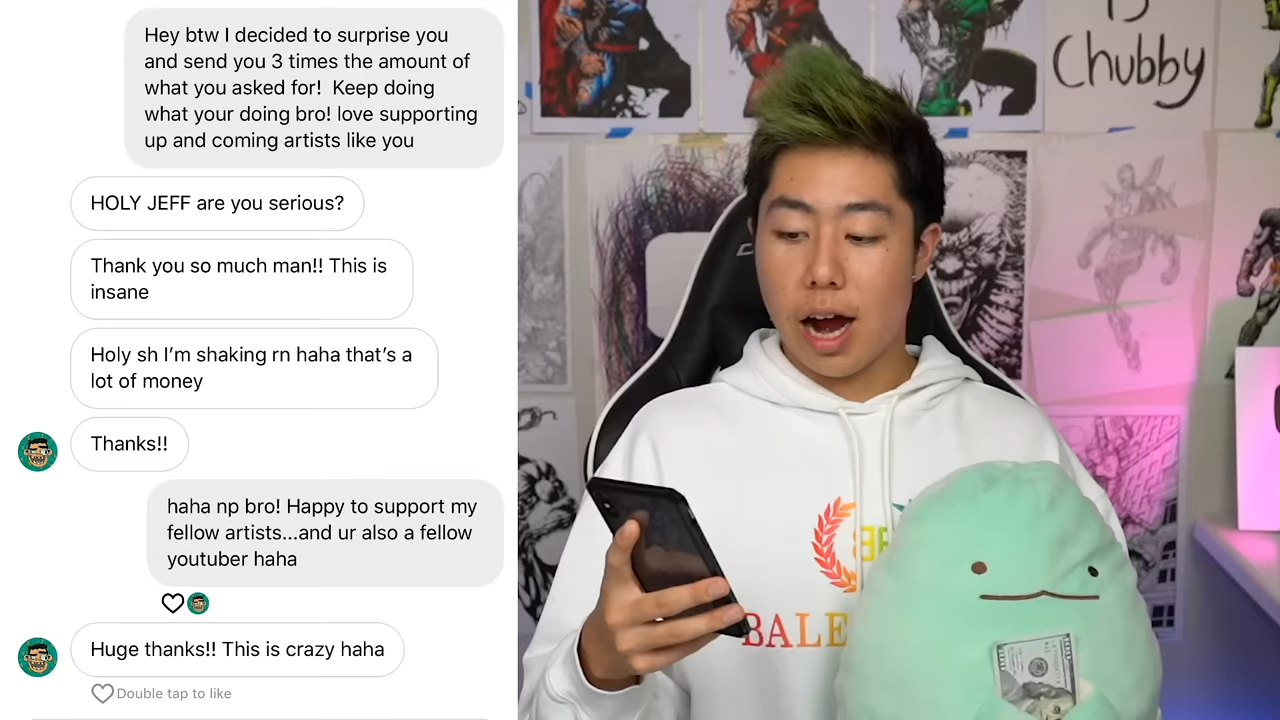 Hey btw I decided to surprise you
and send you 3 times the amount of
what you asked for!  Keep doing
what your doing bro! love supporting
up and coming artists like you
HOLY JEFF are you serious?
Thank you so much man!! This is
insane
Holy sh I'm shaking rn haha that's a
lot of money
Thanks!!
haha np bro! Happy to support my
fellow artists...and ur also a fellow
youtuber haha
Huge thanks!! This is crazy haha
Double tap to like
Chubby
BALE
100